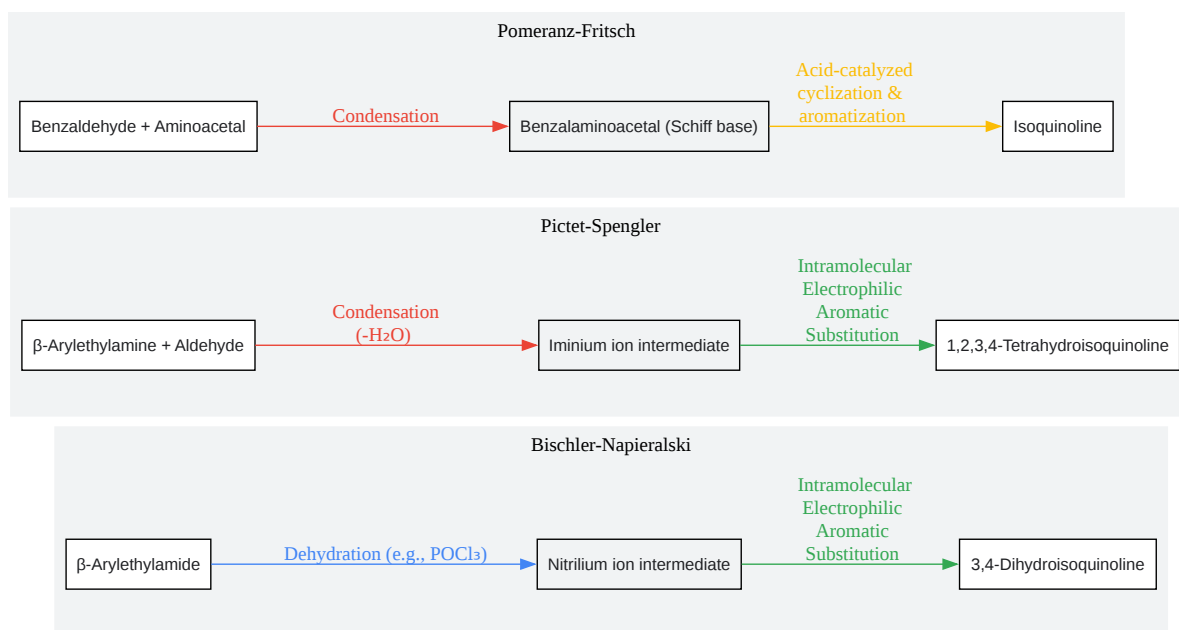 Pomeranz-Fritsch
Benzaldehyde + Aminoacetal
Condensation
Benzalaminoacetal (Schiff base)
Acid-catalyzed
cyclization &
aromatization
Isoquinoline
Pictet-Spengler
β-Arylethylamine + Aldehyde
Condensation
(-H₂O)
Iminium ion intermediate
Intramolecular
Electrophilic
Aromatic
Substitution
1,2,3,4-Tetrahydroisoquinoline
Bischler-Napieralski
β-Arylethylamide
Dehydration (e.g., POCl₃)
Nitrilium ion intermediate
Intramolecular
Electrophilic
Aromatic
Substitution
3,4-Dihydroisoquinoline